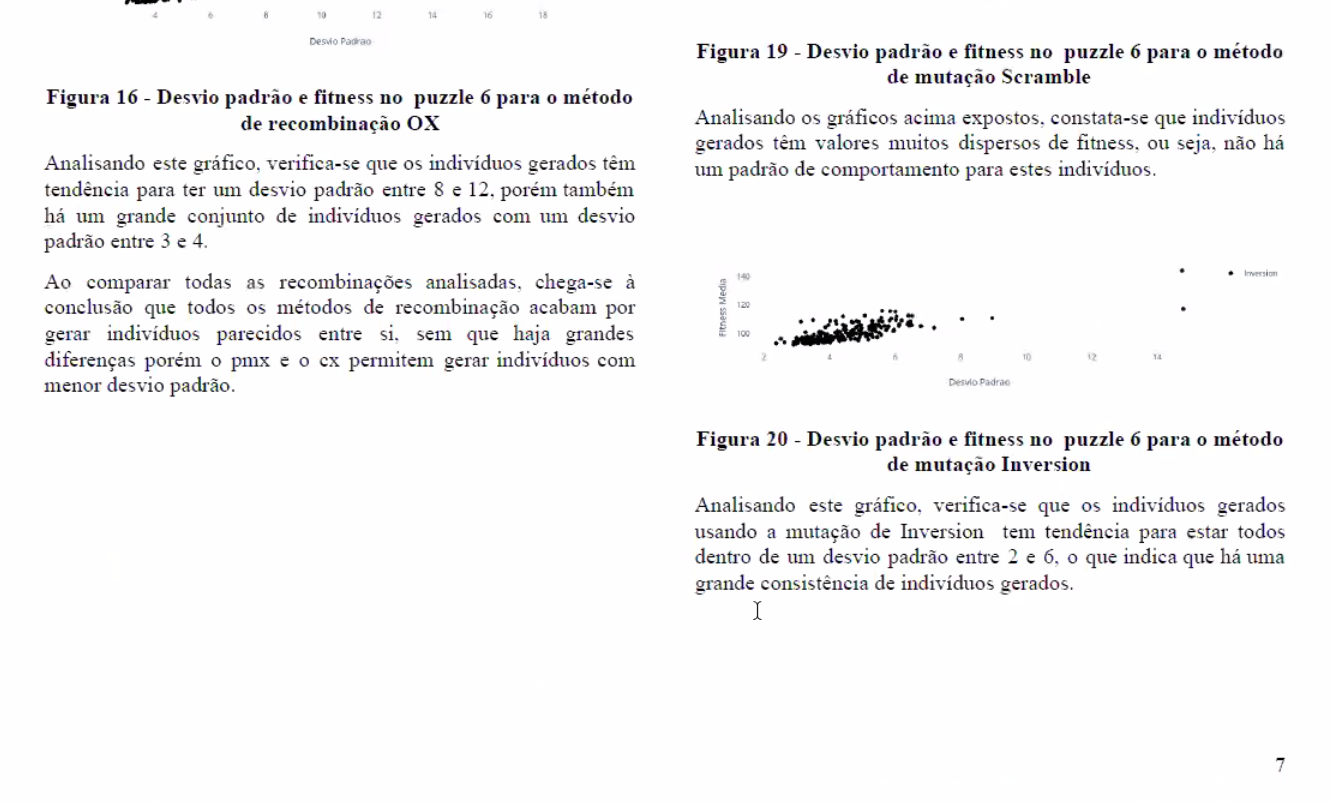 4 6 8 10 12 14 16 18
Desvio Padrao
Figura 16 - Desvio padrão e fitness no puzzle 6 para o método
de recombinação OX
Analisando este gráfico, verifica-se que os indivíduos gerados têm
tendência para ter um desvio padrão entre 8 e 12, porém também
há um grande conjunto de indivíduos gerados com um desvio
padrão entre 3 e 4.
Ao comparar todas as recombinações analisadas, chega-se à
conclusão que todos os métodos de recombinação acabam por
gerar indivíduos parecidos entre si, sem que haja grandes
diferenças porém o pmx e o cx permitem gerar indivíduos com
menor desvio padrão.
Figura 19 - Desvio padrão e fitness no puzzle 6 para o método
de mutação Scramble
Analisando os gráficos acima expostos, constata-se que indivíduos
gerados têm valores muitos dispersos de fitness, ou seja, não há
um padrão de comportamento para estes indivíduos.
Fitness Media
140
120
100
Inversion
2 4 6 8 10 12 14
Desvio Padrao
Figura 20 - Desvio padrão e fitness no puzzle 6 para o método
de mutação Inversion
Analisando este gráfico, verifica-se que os indivíduos gerados
usando a mutação de Inversion tem tendência para estar todos
dentro de um desvio padrão entre 2 e 6, o que indica que há uma
grande consistência de indivíduos gerados.
7